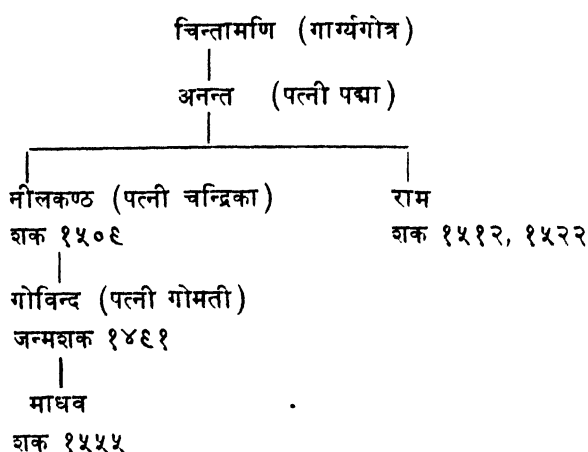 चिन्तामणि (गार्ग्यगोत्र)
अनन्त (पत्नी पद्मा)
नीलकण्ठ (पत्नी चन्द्रिका) राम
शक १५०९ शक १५१२, १५२२
गोविन्द (पत्नी गोमती)
जन्मशक १४९१
माधव
शक १५५५